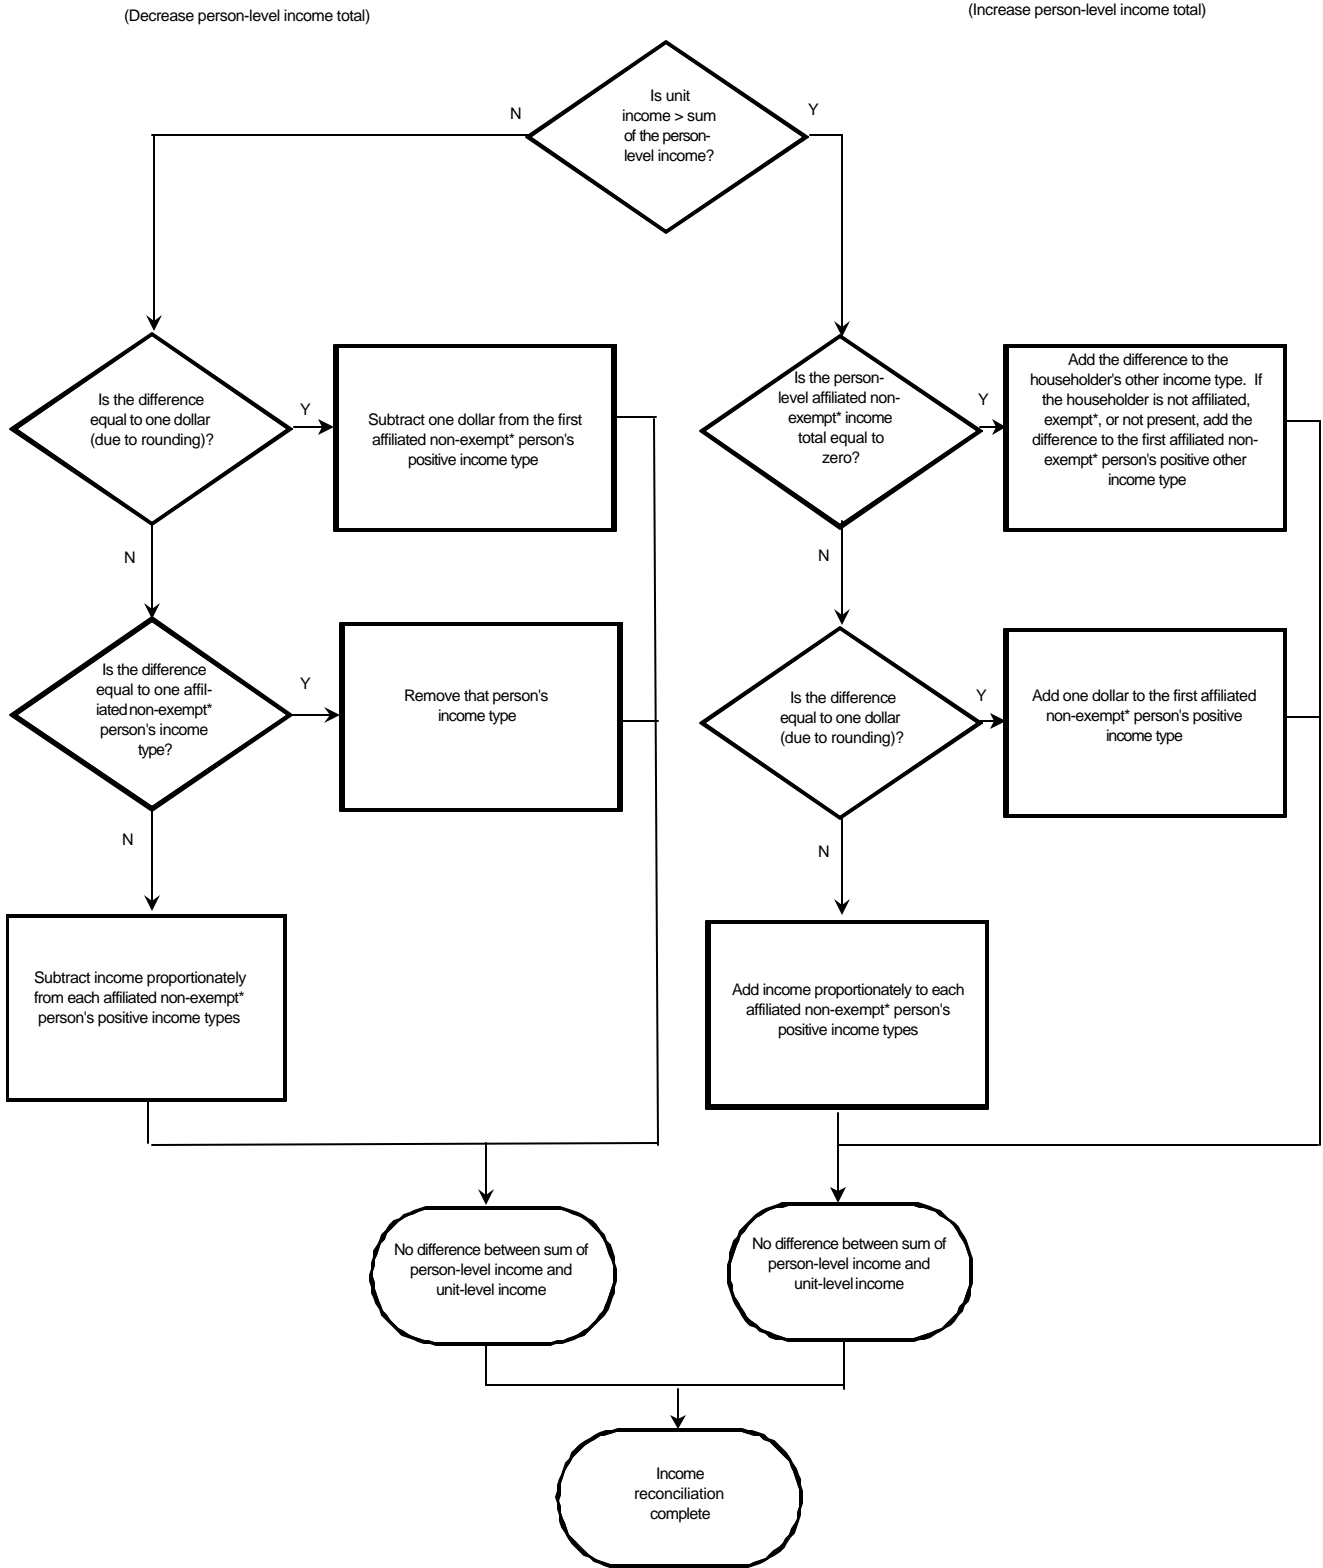 (Decrease person-level income total)
(Increase person-level income total)
Is unit
income > sum
of the person-
level income?
N
Y
Is the difference
equal to one dollar
(due to rounding)?
Y
Subtract one dollar from the first
affiliated non-exempt* person's
positive income type
Is the person-
level affiliated non-
exempt* income
total equal to
zero?
Y
Add the difference to the
householder's other income type. If
the householder is not affiliated,
exempt*, or not present, add the
difference to the first affiliated non-
exempt* person's positive other
income type
N
N
Is the difference
equal to one affil-
iated non-exempt*
person's income
type?
Y
Remove that person's
income type
Is the difference
equal to one dollar
(due to rounding)?
Y
Add one dollar to the first affiliated
non-exempt* person's positive
income type
N
N
Subtract income proportionately
from each affiliated non-exempt*
person's positive income types
Add income proportionately to each
affiliated non-exempt* person's
positive income types
No difference between sum of
person-level income and
unit-level income
No difference between sum of
person-level income and
unit-level income
Income
reconciliation
complete